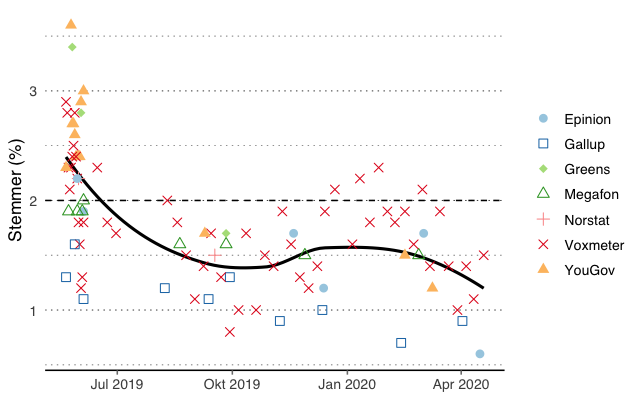 Stemmer (%)
3
2
1
Jul 2019
Okt 2019
Jan 2020
Apr 2020
Epinion
Gallup
Greens
Megafon
Norstat
Voxmeter
YouGov